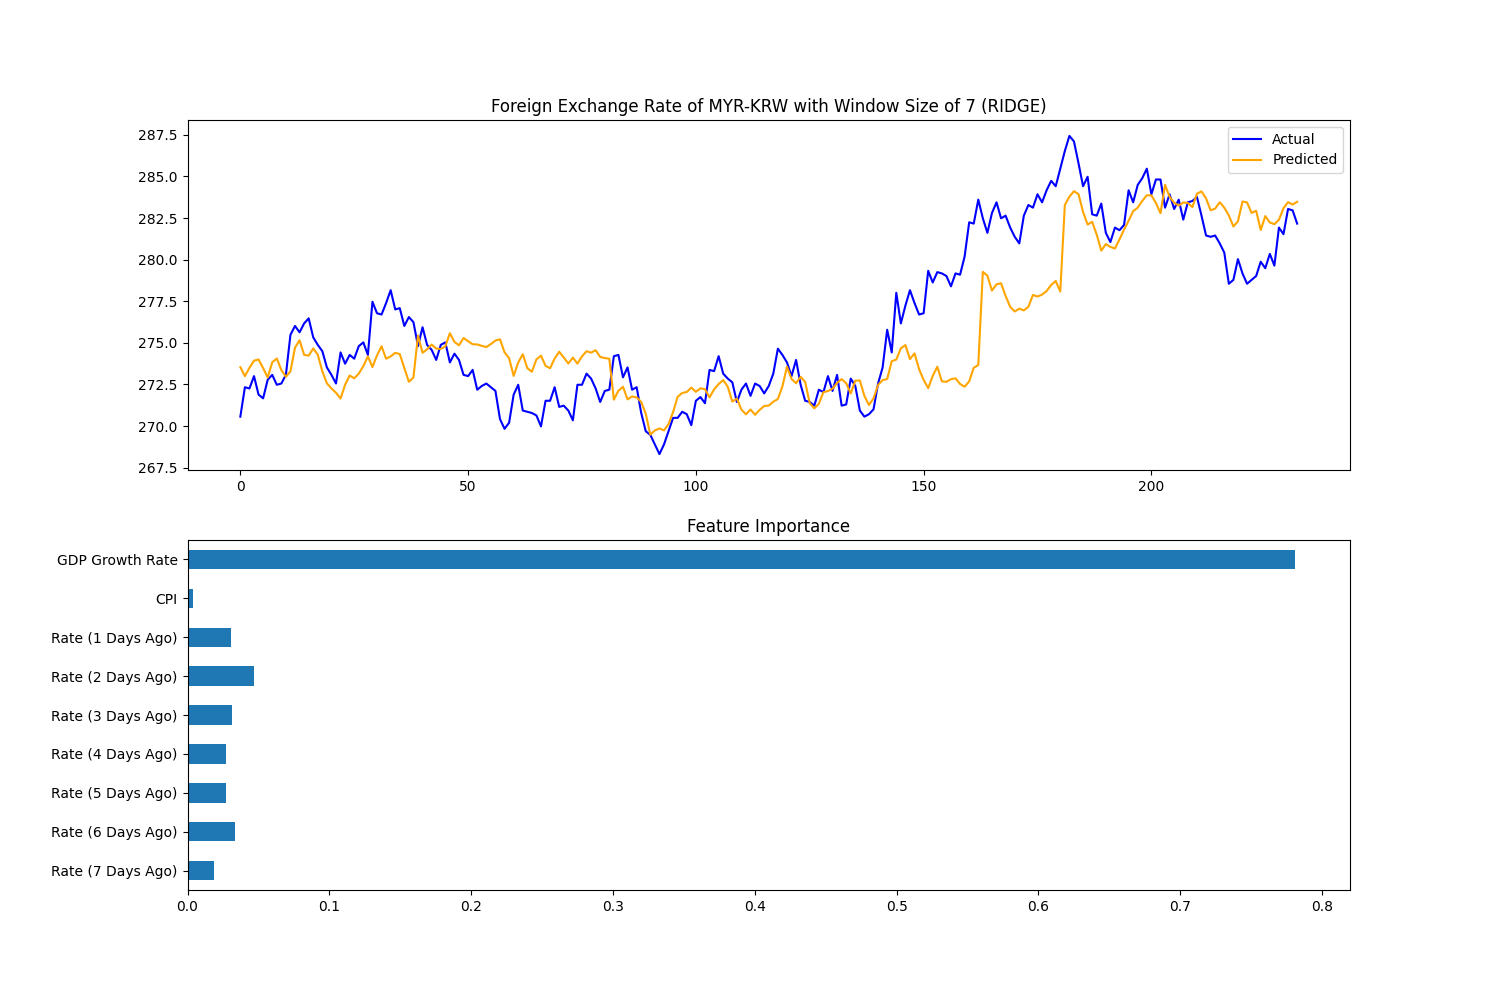 Foreign Exchange Rate of MYR-KRW with Window Size of 7 (RIDGE)
287.5
285.0
282.5
280.0
277.5
275.0
272.5
270.0
267.5
Actual
Predicted
0 50 100 150 200
Feature Importance
GDP Growth Rate
CPI
Rate (1 Days Ago)
Rate (2 Days Ago)
Rate (3 Days Ago)
Rate (4 Days Ago)
Rate (5 Days Ago)
Rate (6 Days Ago)
Rate (7 Days Ago)
0.0 0.1 0.2 0.3 0.4 0.5 0.6 0.7 0.8